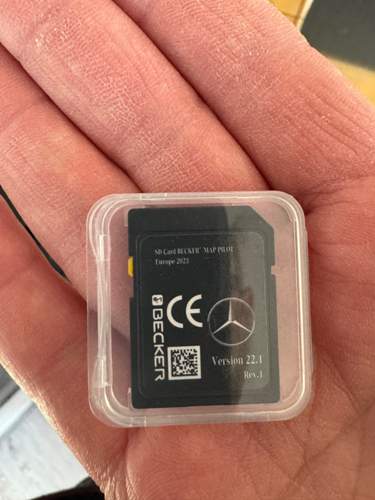 SD Card BECKER® MAP PILOT
Europe 2021
CE
BECKER
Version 22.1
Rev.1